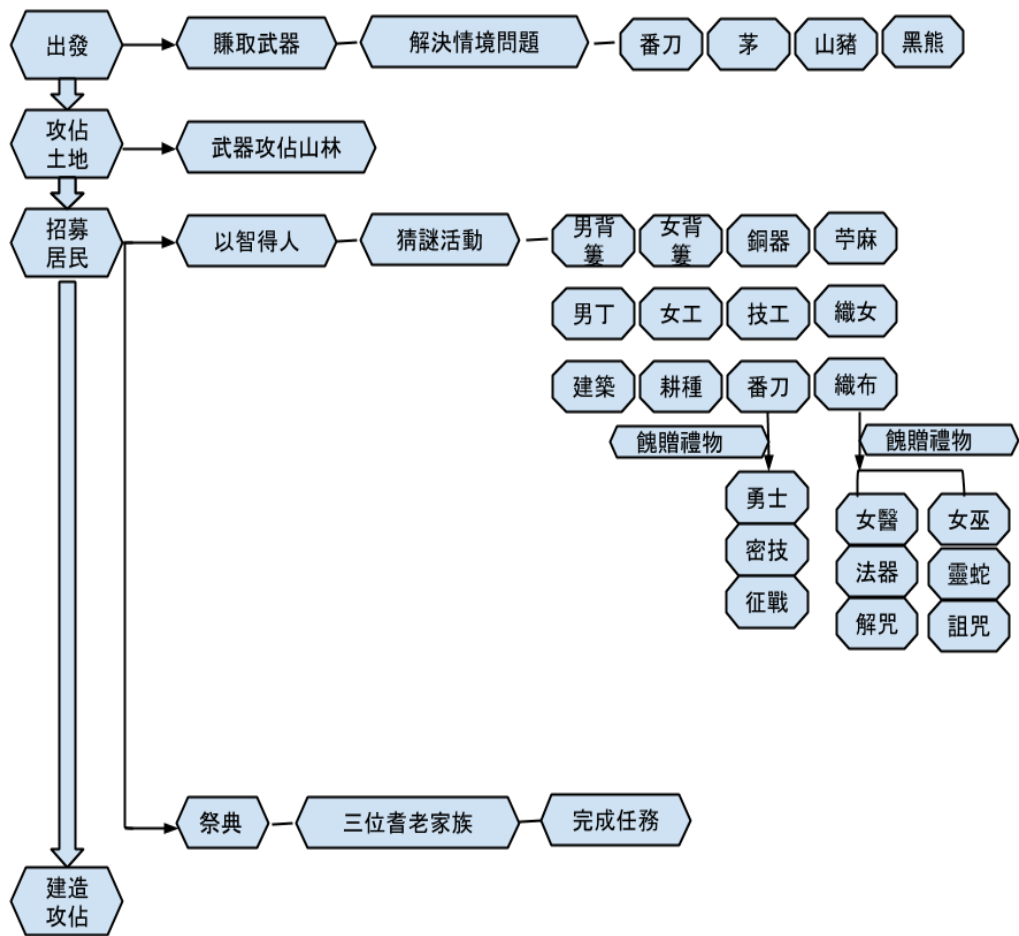 出發
賺取武器
解決情境問題
番刀
茅
山豬
黑熊
攻佔
土地
武器攻佔山林
招募
居民
以智得人
猜謎活動
男背
簍
女背
簍
銅器
苧麻
男丁
女工
技工
織女
建築
耕種
番刀
織布
餽贈禮物
餽贈禮物
勇士
密技
征戰
女醫
法器
解咒
女巫
靈蛇
詛咒
祭典
三位耆老家族
完成任務
建造
攻佔